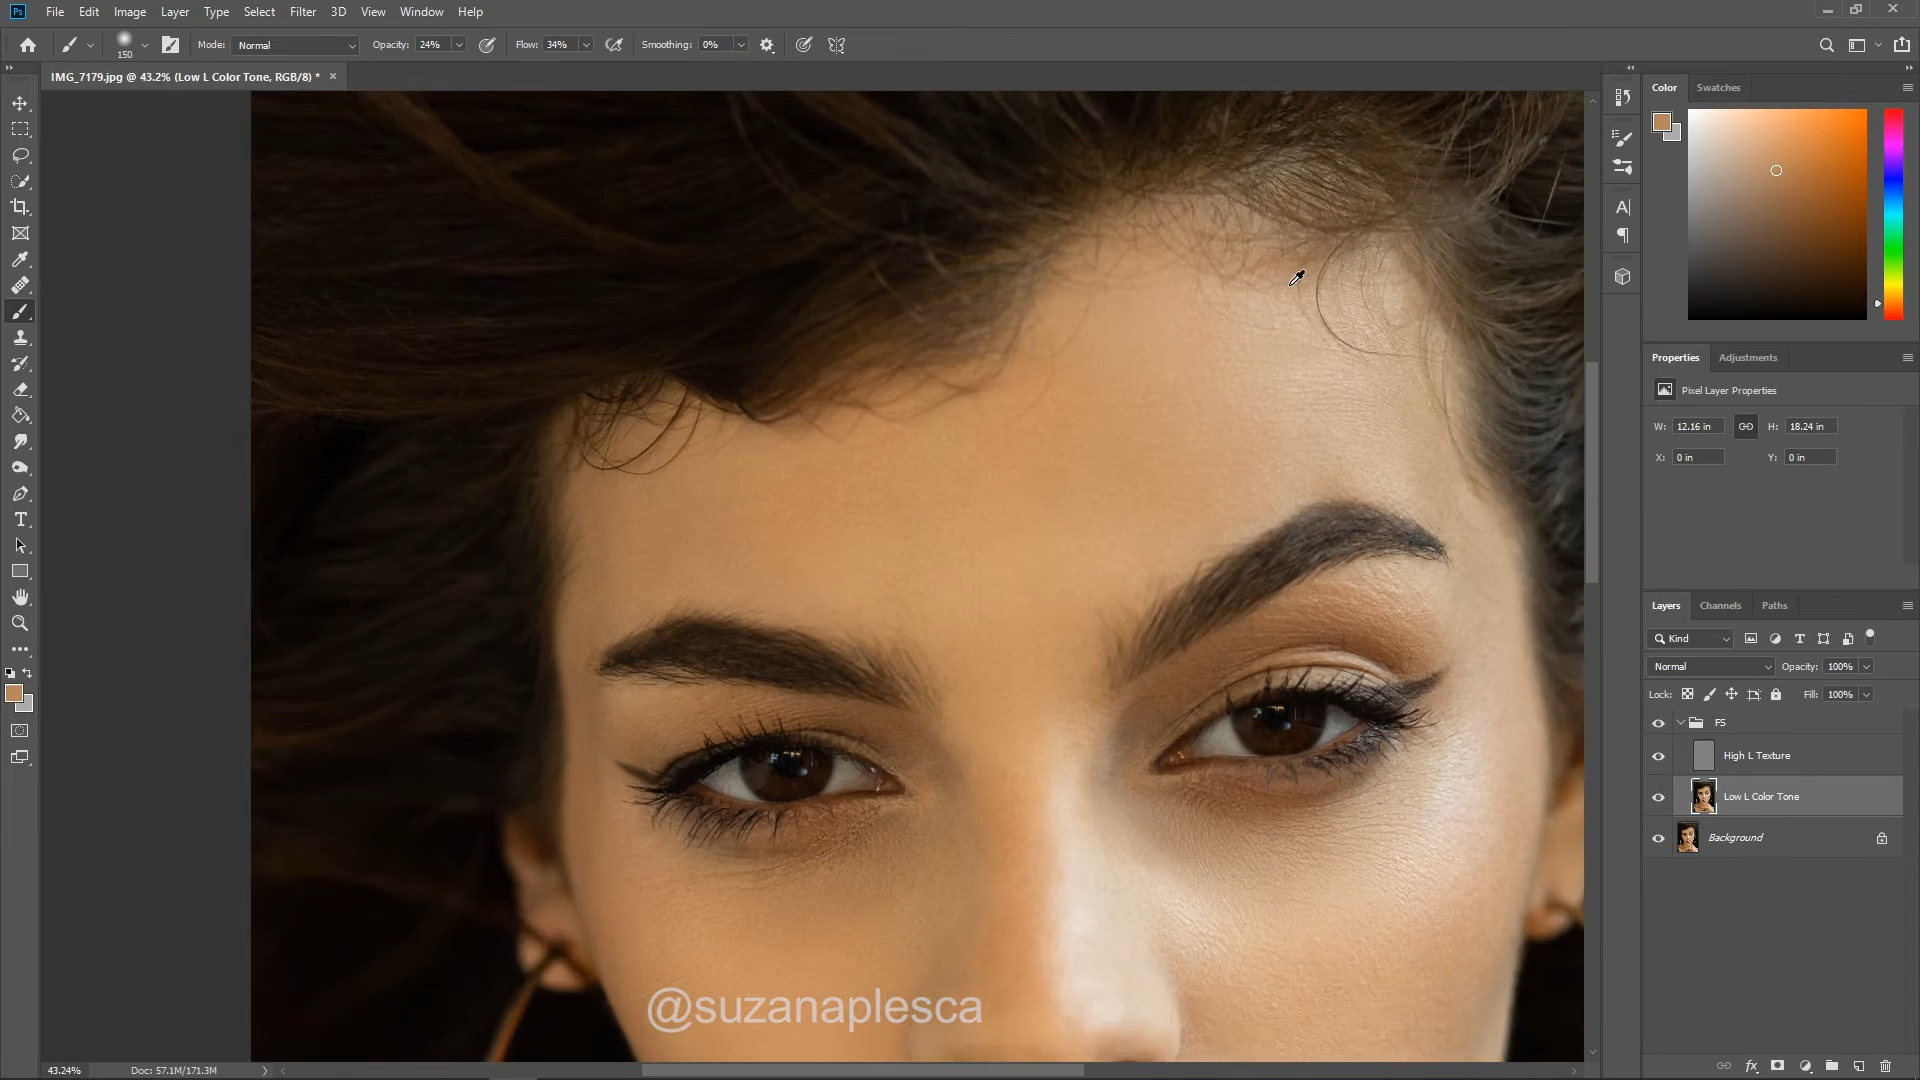 Ps File Edit Image Layer Type Select Filter 3D View Window Help
150 Mode: Normal Opacity: 24% Flow: 34% Smoothing: 0%
IMG_7179.jpg @ 43.2% (Low L Color Tone, RGB/8) * ×
Color Swatches
Properties Adjustments
Pixel Layer Properties
W: 12.16 in H: 18.24 in
X: 0 in Y: 0 in
Layers Channels Paths
Kind
Normal Opacity: 100%
Lock: Fill: 100%
FS
High L Texture
Low L Color Tone
Background
@suzanaplesca
43.24% Doc: 57.1M/171.3M